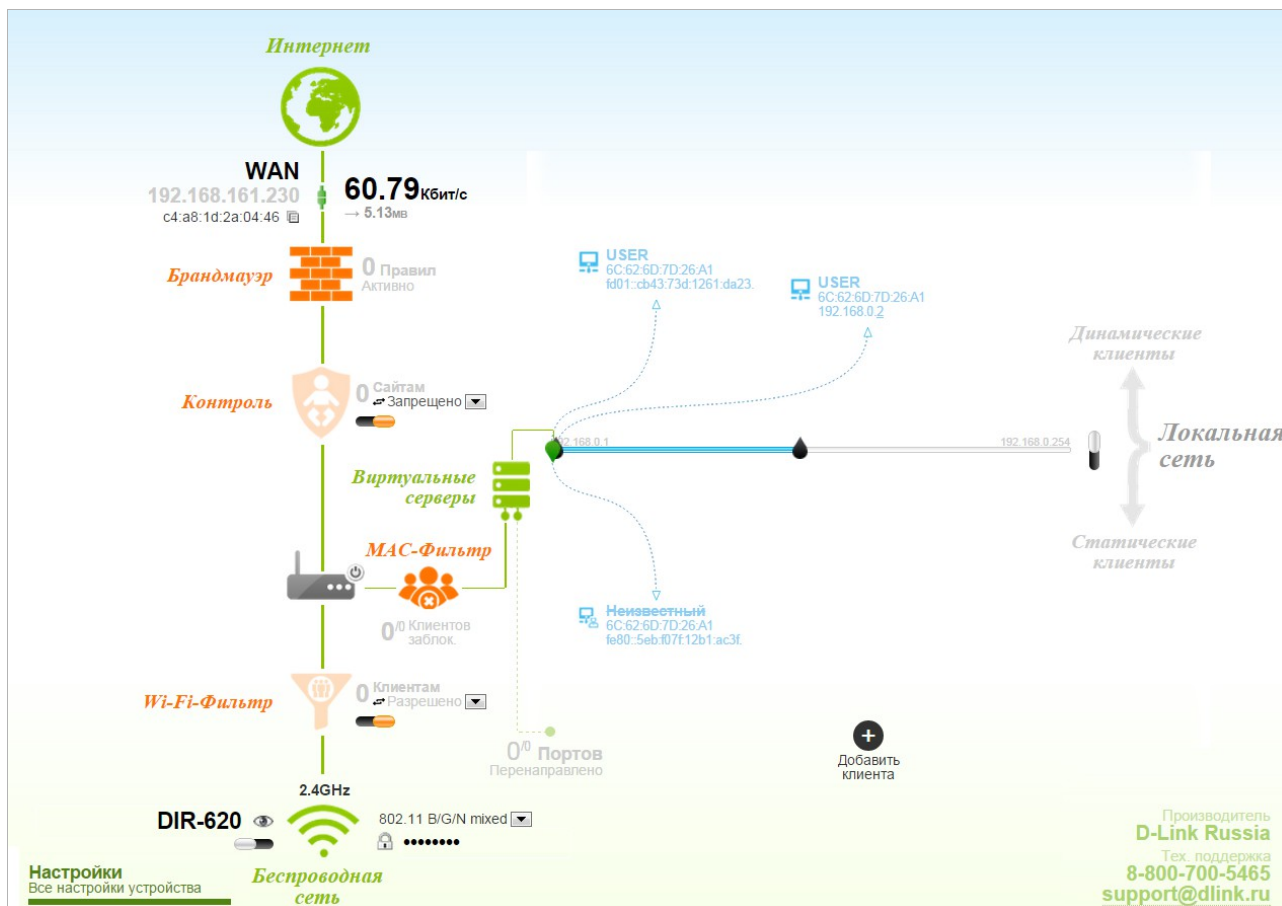 Интернет
WAN
192.168.161.230
c4:a8:1d:2a:04:46
60.79Кбит/с
→ 5.13мв
Брандмауэр
0 Правил
Активно
USER
6C:62:6D:7D:26:A1
fd01::cb43:73d:1261:da23.
USER
6C:62:6D:7D:26:A1
192.168.0.2
Динамические
клиенты
Контроль
0 Сайтам
Запрещено
192.168.0.254
Локальная
сеть
Виртуальные
серверы
МАС-Фильтр
Статические
клиенты
0/0 Клиентов
заблок.
Неизвестный
6C:62:6D:7D:26:A1
fe80::5eb:f07f:12b1:ac3f.
Wi-Fi-Фильтр
0 Клиентам
Разрешено
0/0 Портов
Перенаправлено
Добавить
клиента
2.4GHz
DIR-620
802.11 B/G/N mixed
••••••••
Беспроводная
сеть
Настройки
Все настройки устройства
Производитель
D-Link Russia
Тех. поддержка
8-800-700-5465
support@dlink.ru